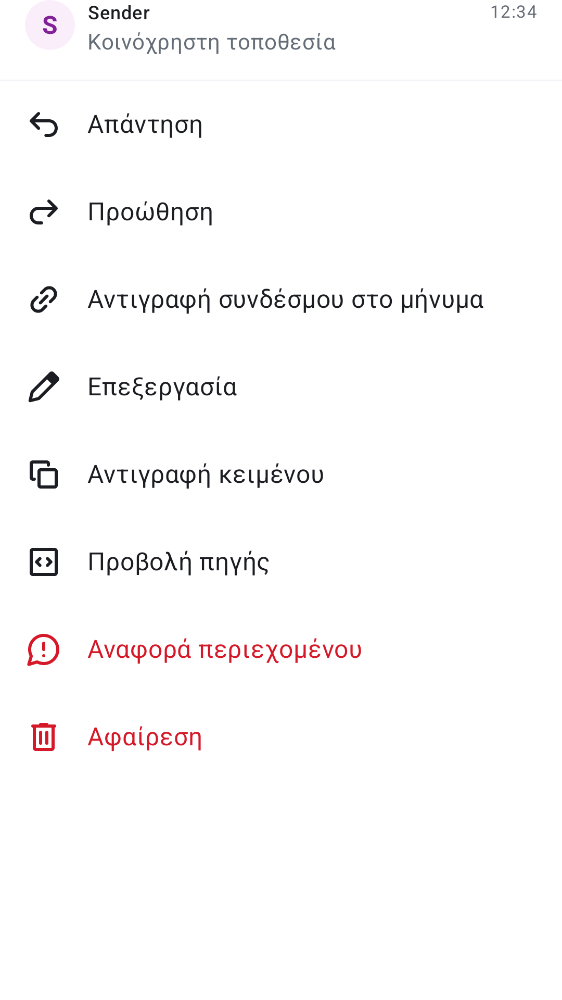 S
Sender
12:34
Κοινόχρηστη τοποθεσία
Απάντηση
Προώθηση
Αντιγραφή συνδέσμου στο μήνυμα
Επεξεργασία
Αντιγραφή κειμένου
Προβολή πηγής
Αναφορά περιεχομένου
Αφαίρεση